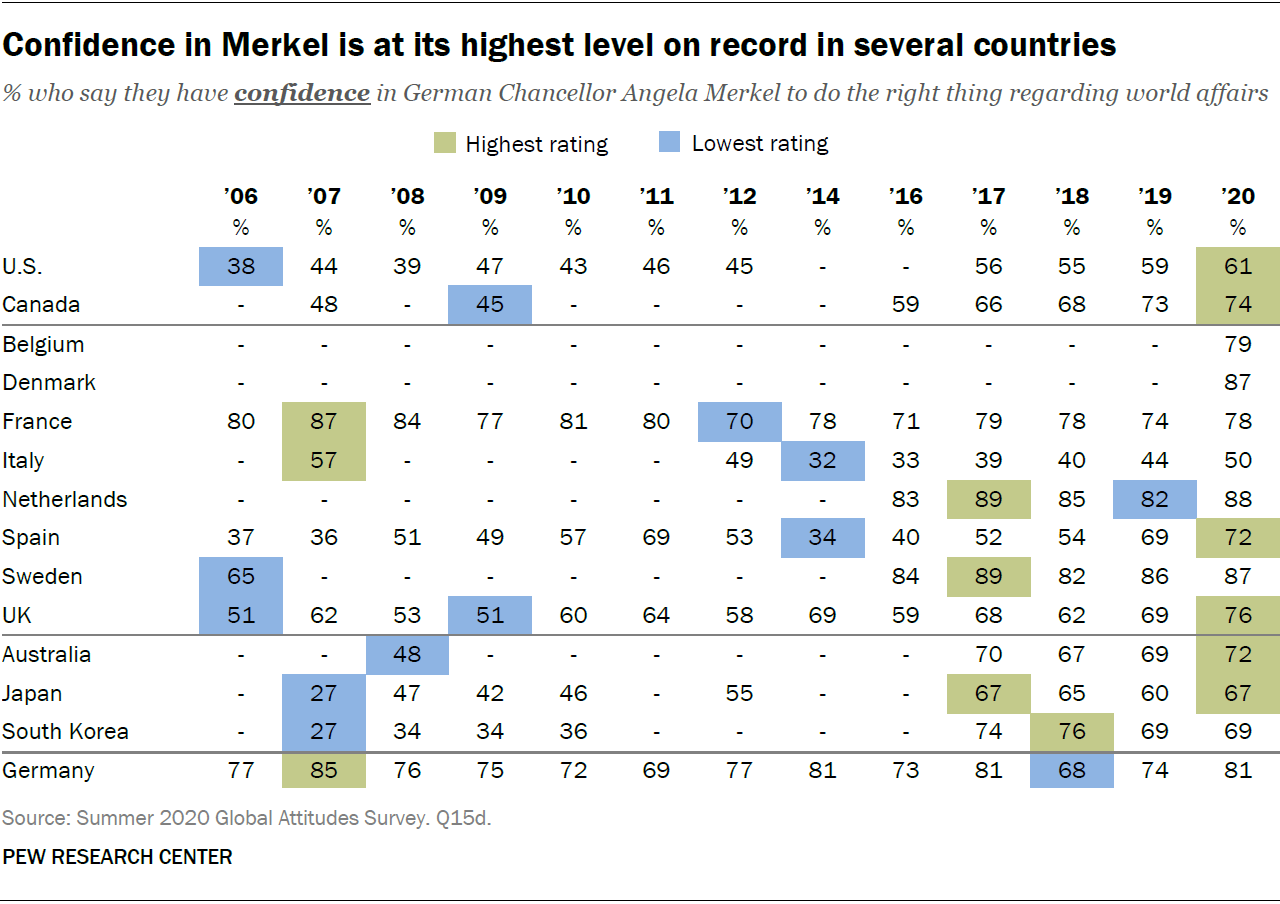 Confidence in Merkel is at its highest level on record in several countries
% who say they have confidence in German Chancellor Angela Merkel to do the right thing regarding world affairs
Highest rating Lowest rating
’06 ’07 ’08 ’09 ’10 ’11 ’12 ’14 ’16 ’17 ’18 ’19 ’20
% % % % % % % % % % % % %
U.S. 38 44 39 47 43 46 45 - - 56 55 59 61
Canada - 48 - 45 - - - - 59 66 68 73 74
Belgium - - - - - - - - - - - - 79
Denmark - - - - - - - - - - - - 87
France 80 87 84 77 81 80 70 78 71 79 78 74 78
Italy - 57 - - - - 49 32 33 39 40 44 50
Netherlands - - - - - - - - 83 89 85 82 88
Spain 37 36 51 49 57 69 53 34 40 52 54 69 72
Sweden 65 - - - - - - - 84 89 82 86 87
UK 51 62 53 51 60 64 58 69 59 68 62 69 76
Australia - - 48 - - - - - - 70 67 69 72
Japan - 27 47 42 46 - 55 - - 67 65 60 67
South Korea - 27 34 34 36 - - - - 74 76 69 69
Germany 77 85 76 75 72 69 77 81 73 81 68 74 81
Source: Summer 2020 Global Attitudes Survey. Q15d.
PEW RESEARCH CENTER